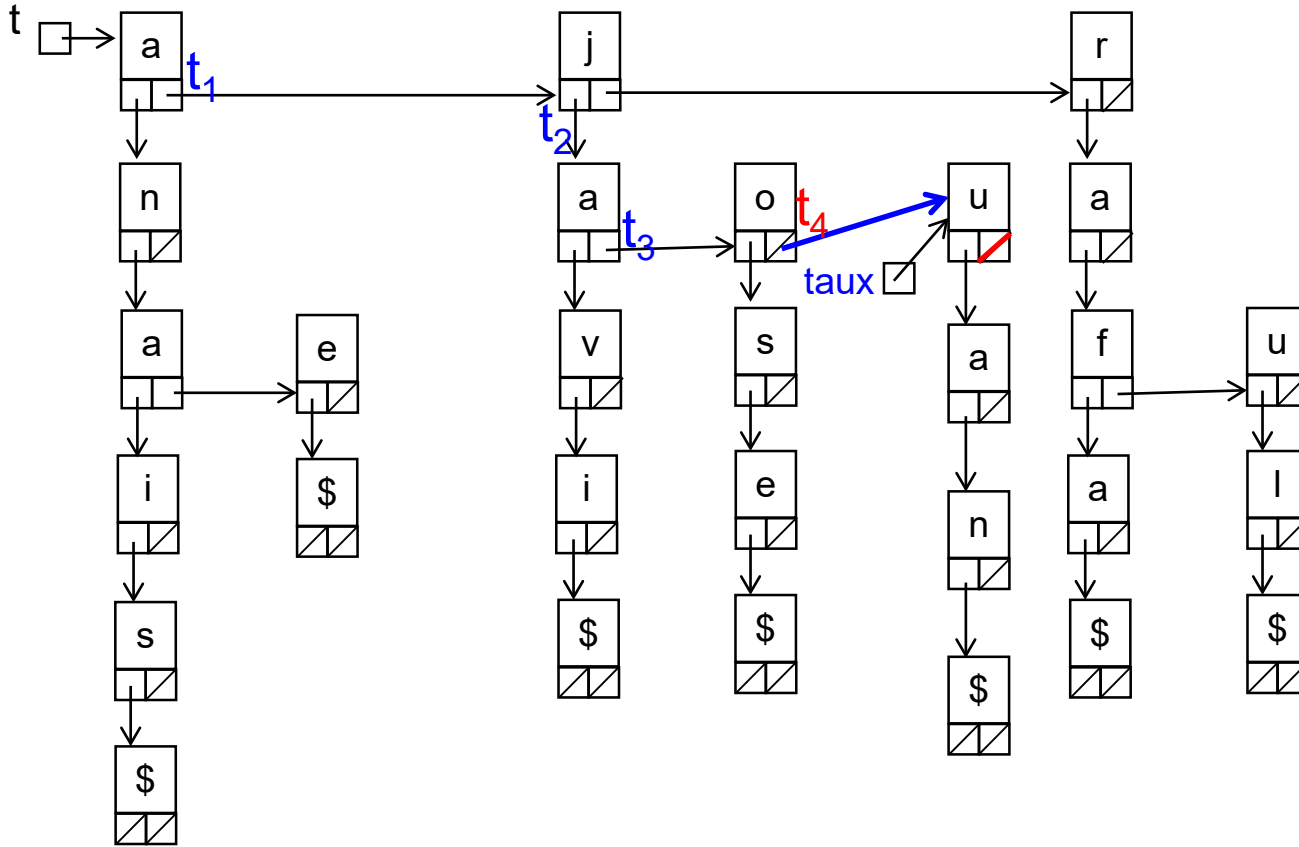 t
a j r
t1
t2
n a o u a
t3 t4
taux
a e v s a f u
i $ i e n a l
s $ $ $ $ $
$